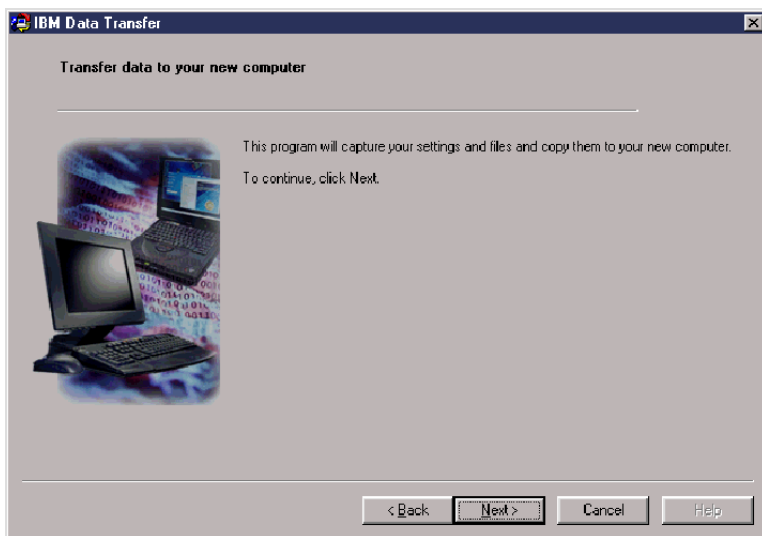 IBM Data Transfer
Transfer data to your new computer
This program will capture your settings and files and copy them to your new computer.
To continue, click Next.
< Back Next > Cancel Help